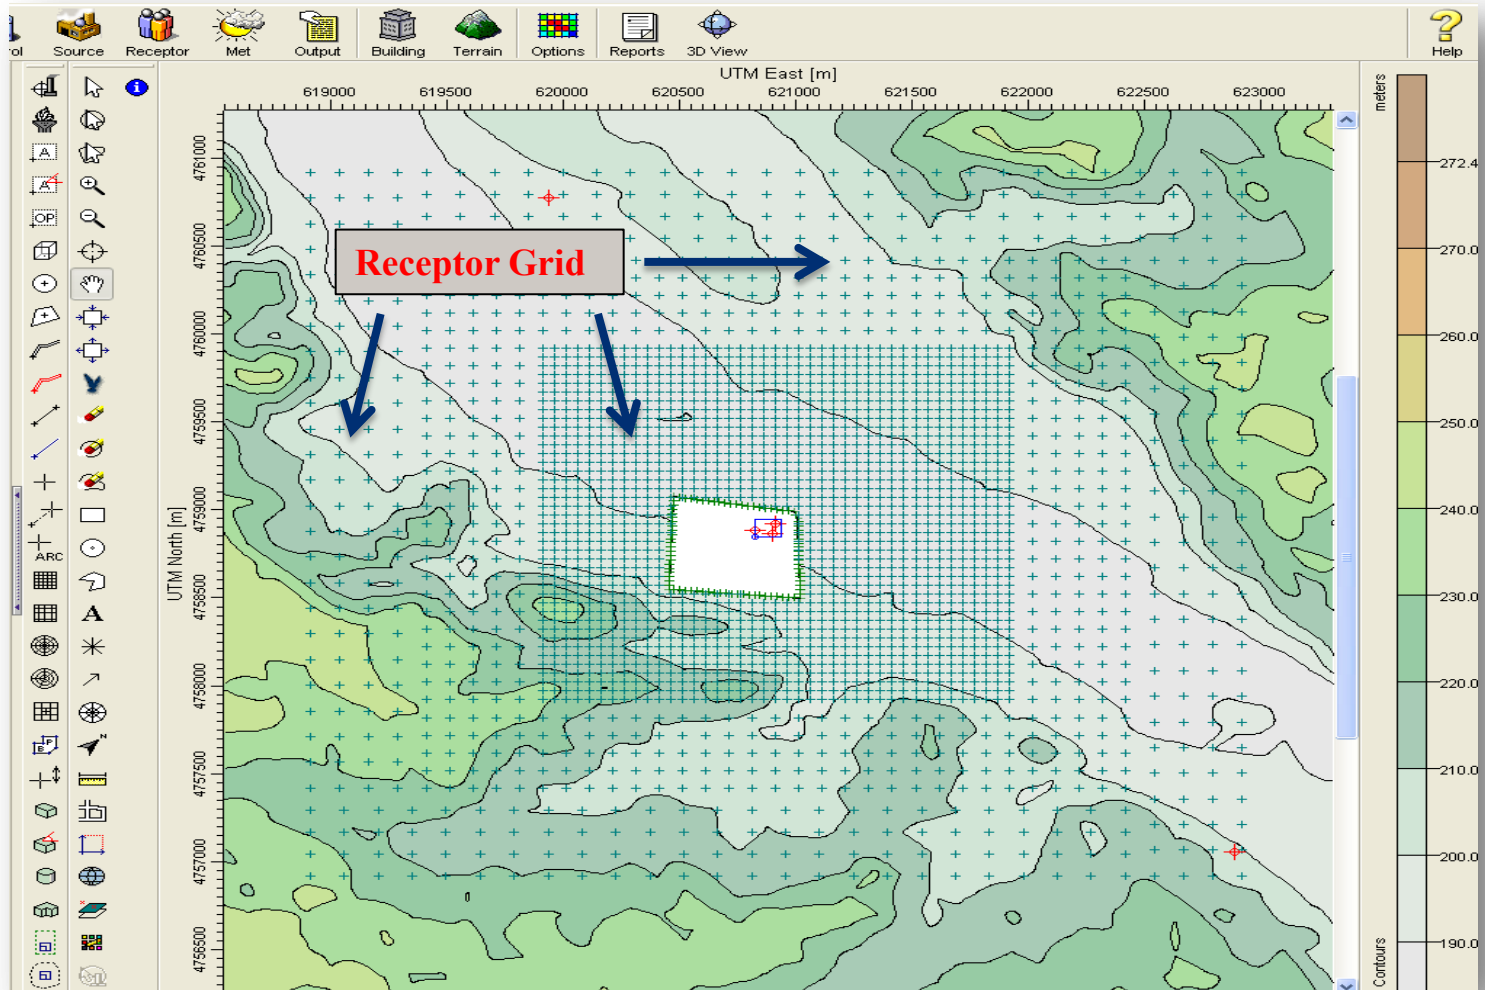 ol Source Receptor Met Output Building Terrain Options Reports 3D View Help
UTM East [m]
619000 619500 620000 620500 621000 621500 622000 622500 623000
meters
UTM North [m]
4761000
4760500
4760000
4759500
4759000
4758500
4758000
4757500
4757000
4756500
Receptor Grid
A
A
OP
ARC
A
B P
N
272.4
270.0
260.0
250.0
240.0
230.0
220.0
210.0
200.0
190.0
Contours